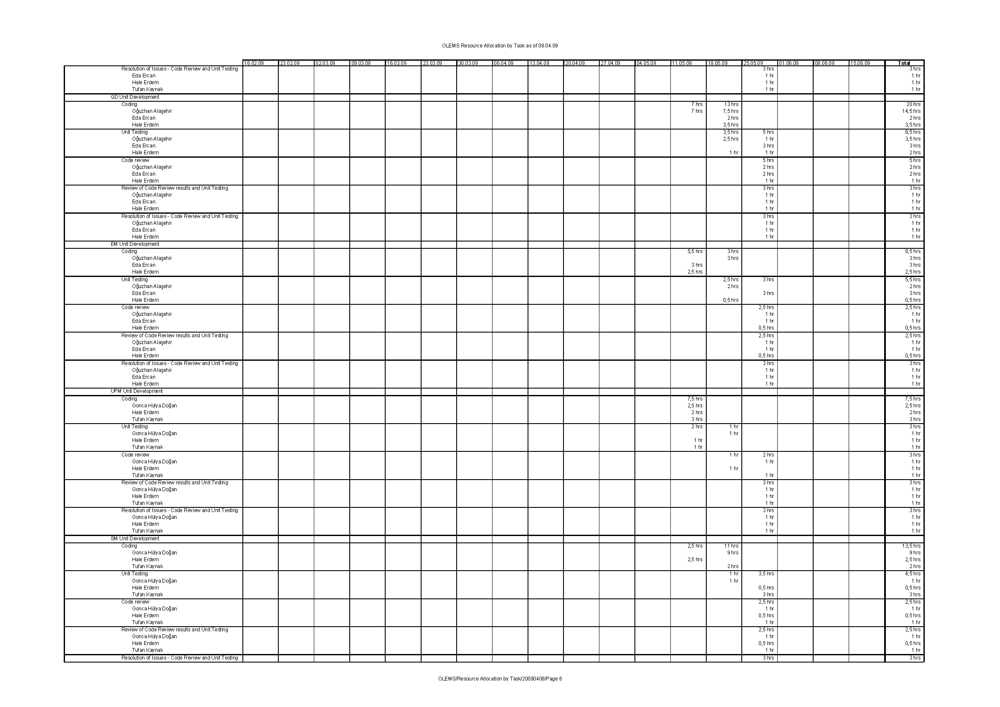 OLEMS Resource Allocation by Task as of 08.04.09
16.02.09 23.02.09 02.03.09 09.03.09 16.03.09 23.03.09 30.03.09 06.04.09 13.04.09 20.04.09 27.04.09 04.05.09 11.05.09 18.05.09 25.05.09 01.06.09 08.06.09 15.06.09 Total
Resolution of Issues - Code Review and Unit Testing 3 hrs 3 hrs
Eda Ercan 1 hr 1 hr
Hale Erdem 1 hr 1 hr
Tufan Kaynak 1 hr 1 hr
QD Unit Development
Coding 7 hrs 13 hrs 20 hrs
Oğuzhan Alaşehir 7 hrs 7,5 hrs 14,5 hrs
Eda Ercan 2 hrs 2 hrs
Hale Erdem 3,5 hrs 3,5 hrs
Unit Testing 3,5 hrs 5 hrs 8,5 hrs
Oğuzhan Alaşehir 2,5 hrs 1 hr 3,5 hrs
Eda Ercan 3 hrs 3 hrs
Hale Erdem 1 hr 1 hr 2 hrs
Code review 5 hrs 5 hrs
Oğuzhan Alaşehir 2 hrs 2 hrs
Eda Ercan 2 hrs 2 hrs
Hale Erdem 1 hr 1 hr
Review of Code Review results and Unit Testing 3 hrs 3 hrs
Oğuzhan Alaşehir 1 hr 1 hr
Eda Ercan 1 hr 1 hr
Hale Erdem 1 hr 1 hr
Resolution of Issues - Code Review and Unit Testing 3 hrs 3 hrs
Oğuzhan Alaşehir 1 hr 1 hr
Eda Ercan 1 hr 1 hr
Hale Erdem 1 hr 1 hr
EM Unit Development
Coding 5,5 hrs 3 hrs 8,5 hrs
Oğuzhan Alaşehir 3 hrs 3 hrs
Eda Ercan 3 hrs 3 hrs
Hale Erdem 2,5 hrs 2,5 hrs
Unit Testing 2,5 hrs 3 hrs 5,5 hrs
Oğuzhan Alaşehir 2 hrs 2 hrs
Eda Ercan 3 hrs 3 hrs
Hale Erdem 0,5 hrs 0,5 hrs
Code review 2,5 hrs 2,5 hrs
Oğuzhan Alaşehir 1 hr 1 hr
Eda Ercan 1 hr 1 hr
Hale Erdem 0,5 hrs 0,5 hrs
Review of Code Review results and Unit Testing 2,5 hrs 2,5 hrs
Oğuzhan Alaşehir 1 hr 1 hr
Eda Ercan 1 hr 1 hr
Hale Erdem 0,5 hrs 0,5 hrs
Resolution of Issues - Code Review and Unit Testing 3 hrs 3 hrs
Oğuzhan Alaşehir 1 hr 1 hr
Eda Ercan 1 hr 1 hr
Hale Erdem 1 hr 1 hr
UPM Unit Development
Coding 7,5 hrs 7,5 hrs
Gonca Hülya Doğan 2,5 hrs 2,5 hrs
Hale Erdem 2 hrs 2 hrs
Tufan Kaynak 3 hrs 3 hrs
Unit Testing 2 hrs 1 hr 3 hrs
Gonca Hülya Doğan 1 hr 1 hr
Hale Erdem 1 hr 1 hr
Tufan Kaynak 1 hr 1 hr
Code review 1 hr 2 hrs 3 hrs
Gonca Hülya Doğan 1 hr 1 hr
Hale Erdem 1 hr 1 hr
Tufan Kaynak 1 hr 1 hr
Review of Code Review results and Unit Testing 3 hrs 3 hrs
Gonca Hülya Doğan 1 hr 1 hr
Hale Erdem 1 hr 1 hr
Tufan Kaynak 1 hr 1 hr
Resolution of Issues - Code Review and Unit Testing 3 hrs 3 hrs
Gonca Hülya Doğan 1 hr 1 hr
Hale Erdem 1 hr 1 hr
Tufan Kaynak 1 hr 1 hr
SM Unit Development
Coding 2,5 hrs 11 hrs 13,5 hrs
Gonca Hülya Doğan 9 hrs 9 hrs
Hale Erdem 2,5 hrs 2,5 hrs
Tufan Kaynak 2 hrs 2 hrs
Unit Testing 1 hr 3,5 hrs 4,5 hrs
Gonca Hülya Doğan 1 hr 1 hr
Hale Erdem 0,5 hrs 0,5 hrs
Tufan Kaynak 3 hrs 3 hrs
Code review 2,5 hrs 2,5 hrs
Gonca Hülya Doğan 1 hr 1 hr
Hale Erdem 0,5 hrs 0,5 hrs
Tufan Kaynak 1 hr 1 hr
Review of Code Review results and Unit Testing 2,5 hrs 2,5 hrs
Gonca Hülya Doğan 1 hr 1 hr
Hale Erdem 0,5 hrs 0,5 hrs
Tufan Kaynak 1 hr 1 hr
Resolution of Issues - Code Review and Unit Testing 3 hrs 3 hrs
OLEMS/Resource Allocation by Task/20090408/Page 6